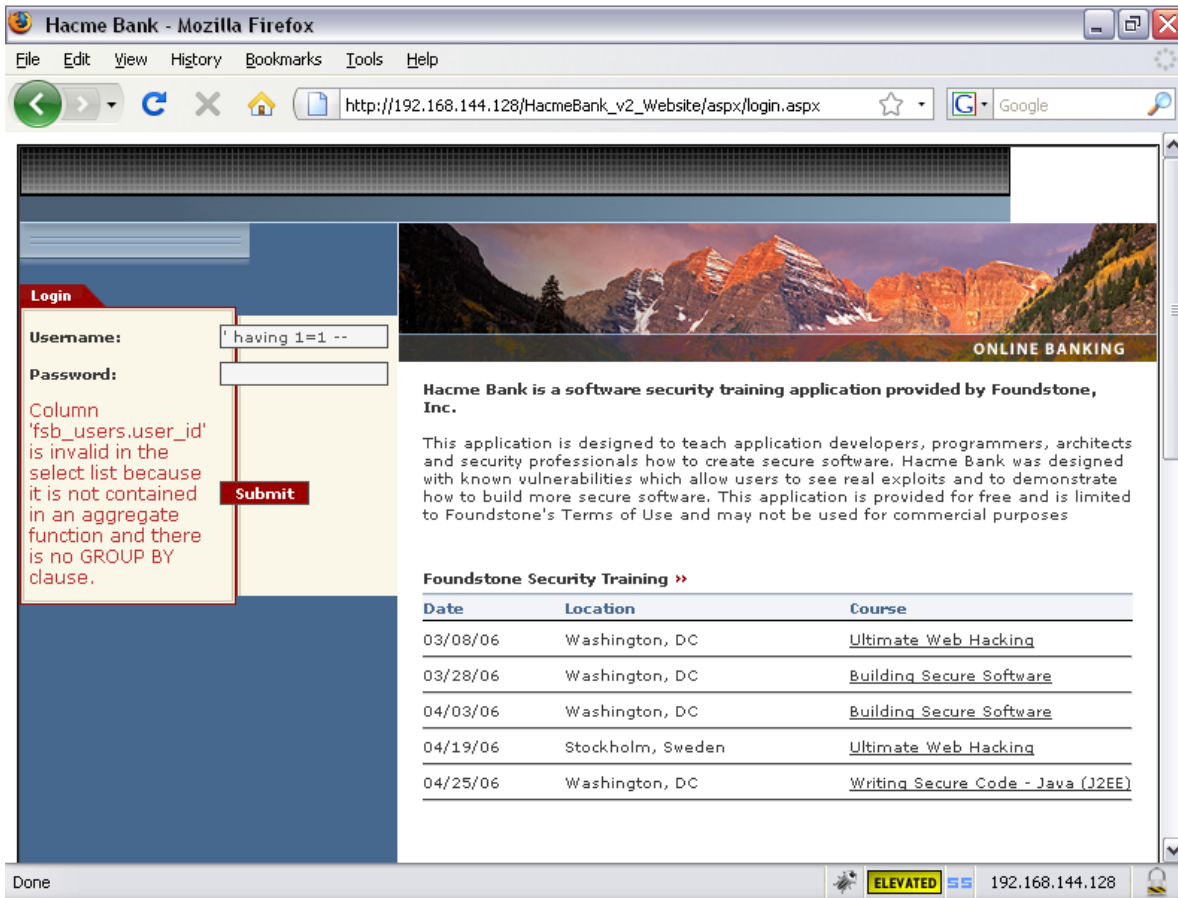 Hacme Bank - Mozilla Firefox
File Edit View History Bookmarks Tools Help
http://192.168.144.128/HacmeBank_v2_Website/aspx/login.aspx
G Google
Login
Username: ' having 1=1 --
Password:
Column
'fsb_users.user_id'
is invalid in the
select list because
it is not contained
in an aggregate
function and there
is no GROUP BY
clause.
Submit
ONLINE BANKING
Hacme Bank is a software security training application provided by Foundstone,
Inc.
This application is designed to teach application developers, programmers, architects
and security professionals how to create secure software. Hacme Bank was designed
with known vulnerabilities which allow users to see real exploits and to demonstrate
how to build more secure software. This application is provided for free and is limited
to Foundstone's Terms of Use and may not be used for commercial purposes
Foundstone Security Training »
Date Location Course
03/08/06 Washington, DC Ultimate Web Hacking
03/28/06 Washington, DC Building Secure Software
04/03/06 Washington, DC Building Secure Software
04/19/06 Stockholm, Sweden Ultimate Web Hacking
04/25/06 Washington, DC Writing Secure Code - Java (J2EE)
Done ELEVATED SS 192.168.144.128